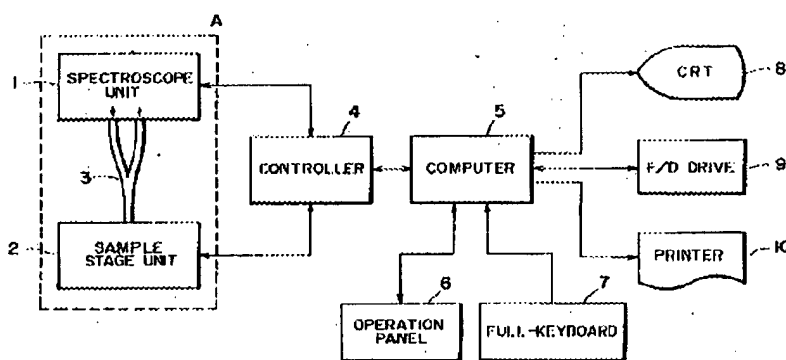 A
1
SPECTROSCOPE
UNIT
3
2
SAMPLE
STAGE UNIT
4
CONTROLLER
5
COMPUTER
6
OPERATION
PANEL
7
FULL-KEYBOARD
CRT
8
F/D DRIVE
9
PRINTER
10